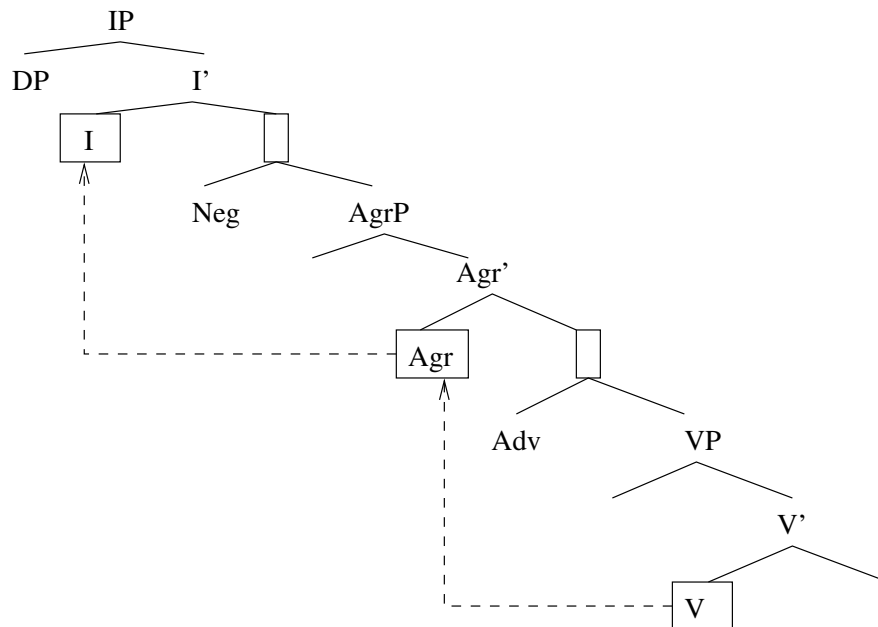 IP
DP I’
I
Neg AgrP
Agr’
Agr
Adv VP
V’
V